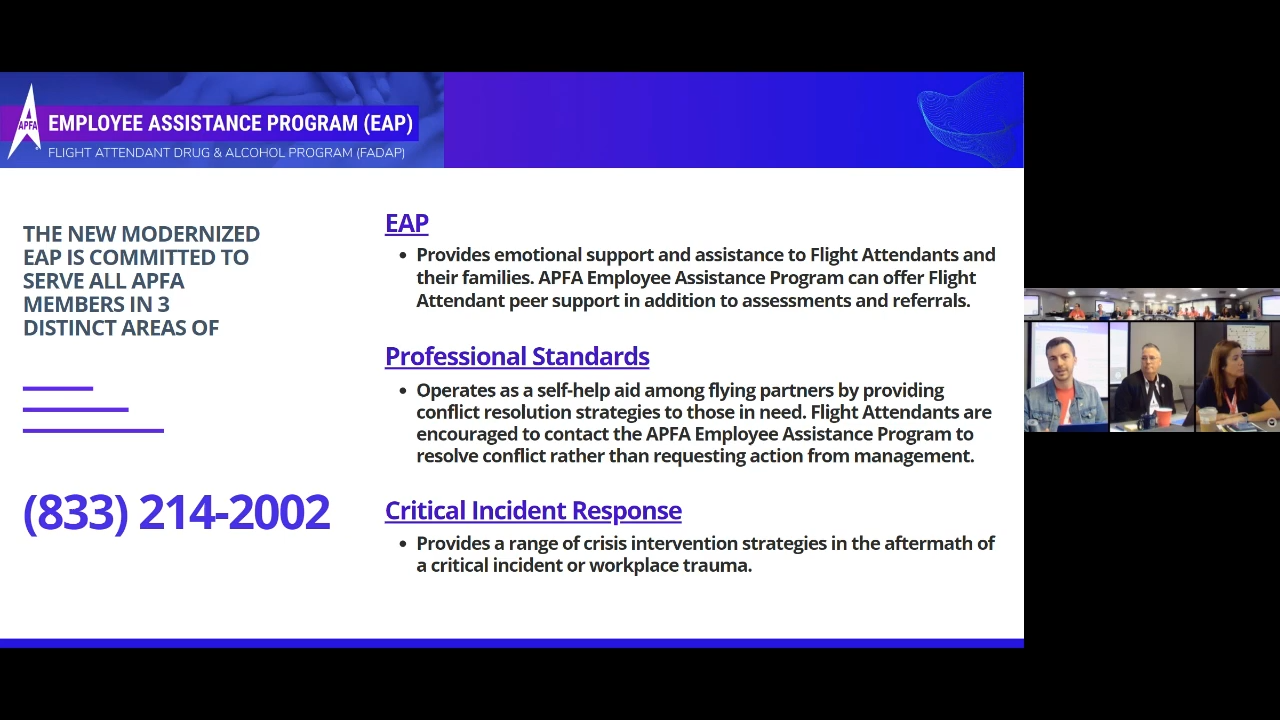 APFA
EMPLOYEE ASSISTANCE PROGRAM (EAP)
FLIGHT ATTENDANT DRUG & ALCOHOL PROGRAM (FADAP)
THE NEW MODERNIZED
EAP IS COMMITTED TO
SERVE ALL APFA
MEMBERS IN 3
DISTINCT AREAS OF
(833) 214-2002
EAP
• Provides emotional support and assistance to Flight Attendants and
their families. APFA Employee Assistance Program can offer Flight
Attendant peer support in addition to assessments and referrals.
Professional Standards
• Operates as a self-help aid among flying partners by providing
conflict resolution strategies to those in need. Flight Attendants are
encouraged to contact the APFA Employee Assistance Program to
resolve conflict rather than requesting action from management.
Critical Incident Response
• Provides a range of crisis intervention strategies in the aftermath of
a critical incident or workplace trauma.